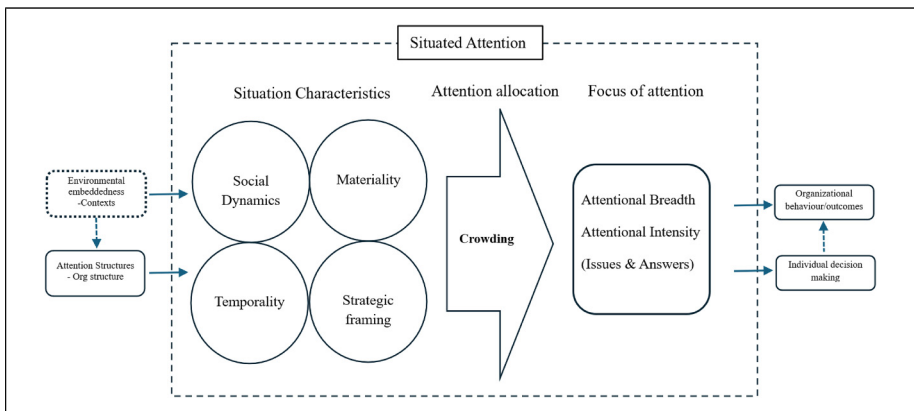 Situated Attention
Situation Characteristics
Attention allocation
Focus of attention
Environmental
embeddedness
-Contexts
Attention Structures
- Org structure
Social
Dynamics
Materiality
Temporality
Strategic
framing
Crowding
Attentional Breadth
Attentional Intensity
(Issues & Answers)
Organizational
behaviour/outcomes
Individual decision
making